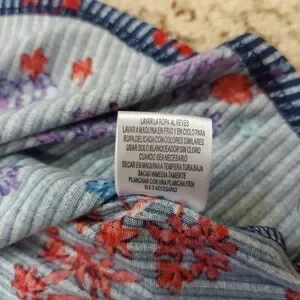 LAVAR LA ROPA AL REVES
LAVAR A MAQUINA EN FRIO Y EN CICLO PARA
ROPA DELICADA CON COLORES SIMILARES
USAR SOLO BLANQUEADOR SIN CLORO
CUANDO SEA NECESARIO
SECAR EN MAQUINA A TEMPERATURA BAJA
SACAR INMEDIATAMENTE
PLANCHAR CON UNA PLANCHA FRIA
SI ES NECESARIO